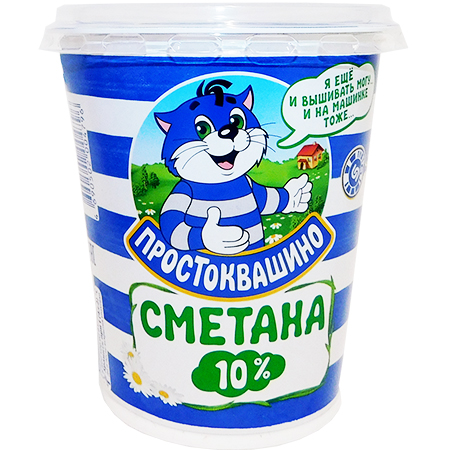 Я ЕЩЁ
И ВЫШИВАТЬ МОГУ,
И НА МАШИНКЕ
ТОЖЕ...
ПРОСТОКВАШИНО
СМЕТАНА
10%